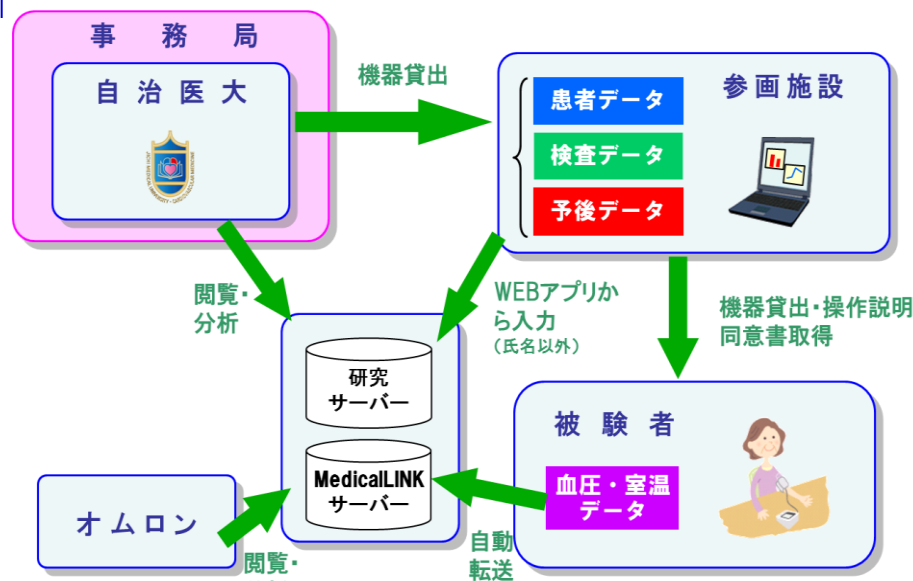 事務局
自治医大
機器貸出
参画施設
患者データ
検査データ
予後データ
閲覧・
分析
WEBアプリか
ら入力
(氏名以外)
機器貸出・操作説明
同意書取得
研究
サーバー
MedicalLINK
サーバー
被験者
血圧・室温
データ
自動
転送
オムロン
閲覧・